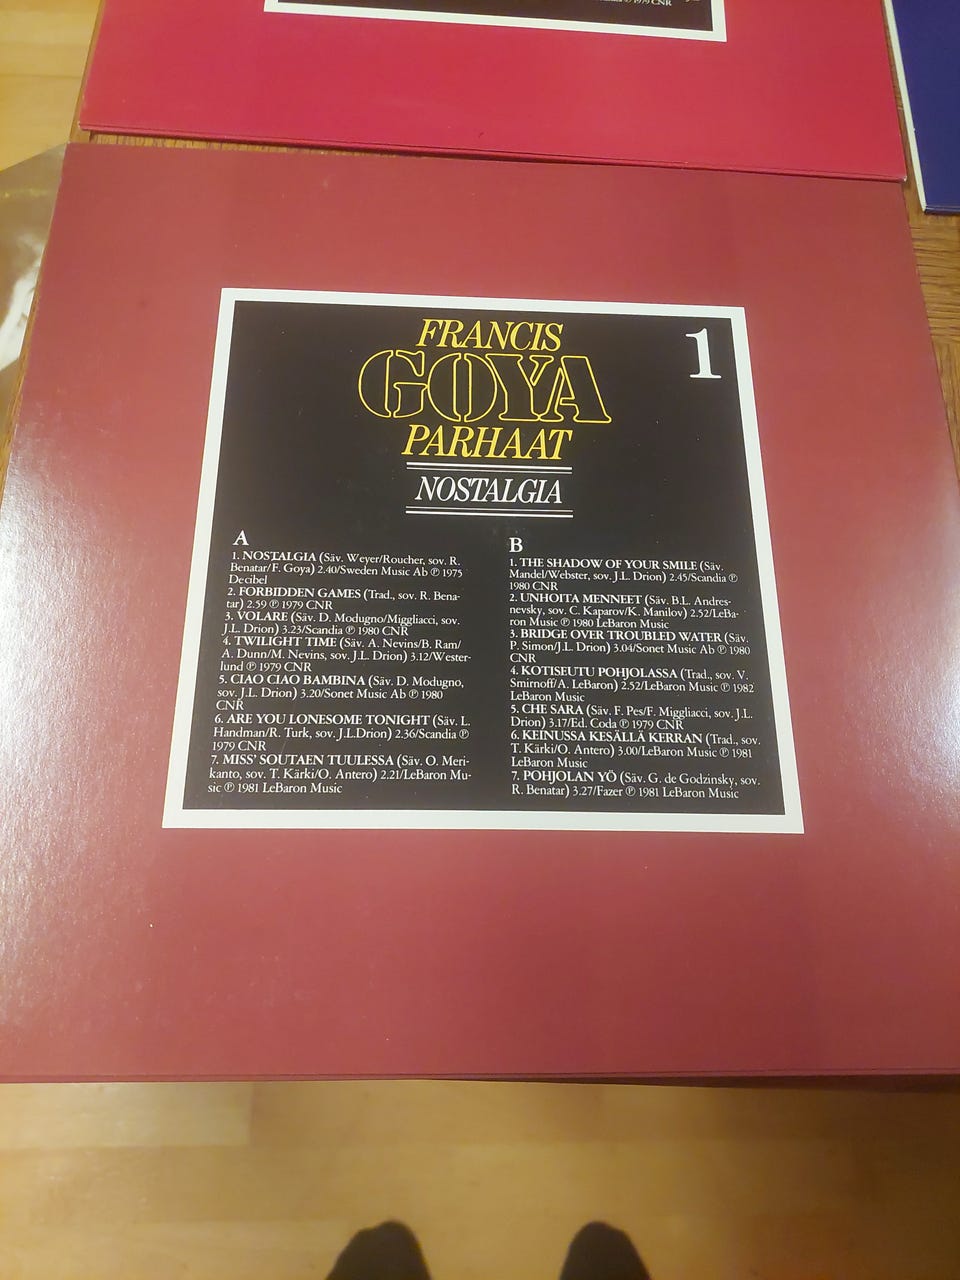 ℗ 1979 CNR
FRANCIS
GOYA
PARHAAT
NOSTALGIA
1
A
1. NOSTALGIA (Säv. Weyer/Roucher, sov. R.
Benatar/F. Goya) 2.40/Sweden Music Ab ℗ 1975
Decibel
2. FORBIDDEN GAMES (Trad., sov. R. Bena-
tar) 2.59 ℗ 1979 CNR
3. VOLARE (Säv. D. Modugno/Miggliacci, sov.
J.L. Drion) 3.23/Scandia ℗ 1980 CNR
4. TWILIGHT TIME (Säv. A. Nevins/B. Ram/
A. Dunn/M. Nevins, sov. J.L. Drion) 3.12/Wester-
lund ℗ 1979 CNR
5. CIAO CIAO BAMBINA (Säv. D. Modugno,
sov. J.L. Drion) 3.20/Sonet Music Ab ℗ 1980
CNR
6. ARE YOU LONESOME TONIGHT (Säv. L.
Handman/R. Turk, sov. J.L.Drion) 2.36/Scandia ℗
1979 CNR
7. MISS' SOUTAEN TUULESSA (Säv. O. Meri-
kanto, sov. T. Kärki/O. Antero) 2.21/LeBaron Mu-
sic ℗ 1981 LeBaron Music
B
1. THE SHADOW OF YOUR SMILE (Säv.
Mandel/Webster, sov. J.L. Drion) 2.45/Scandia ℗
1980 CNR
2. UNHOITA MENNEET (Säv. B.L. Andres-
nevsky, sov. C. Kaparov/K. Manilov) 2.52/LeBa-
ron Music ℗ 1980 LeBaron Music
3. BRIDGE OVER TROUBLED WATER (Säv.
P. Simon/J.L. Drion) 3.04/Sonet Music Ab ℗ 1980
CNR
4. KOTISEUTU POHJOLASSA (Trad., sov. V.
Smirnoff/A. LeBaron) 2.52/LeBaron Music ℗ 1982
LeBaron Music
5. CHE SARA (Säv. F. Pes/F. Miggliacci, sov. J.L.
Drion) 3.17/Ed. Coda ℗ 1979 CNR
6. KEINUSSA KESÄLLÄ KERRAN (Trad., sov.
T. Kärki/O. Antero) 3.00/LeBaron Music ℗ 1981
LeBaron Music
7. POHJOLAN YÖ (Säv. G. de Godzinsky, sov.
R. Benatar) 3.27/Fazer ℗ 1981 LeBaron Music